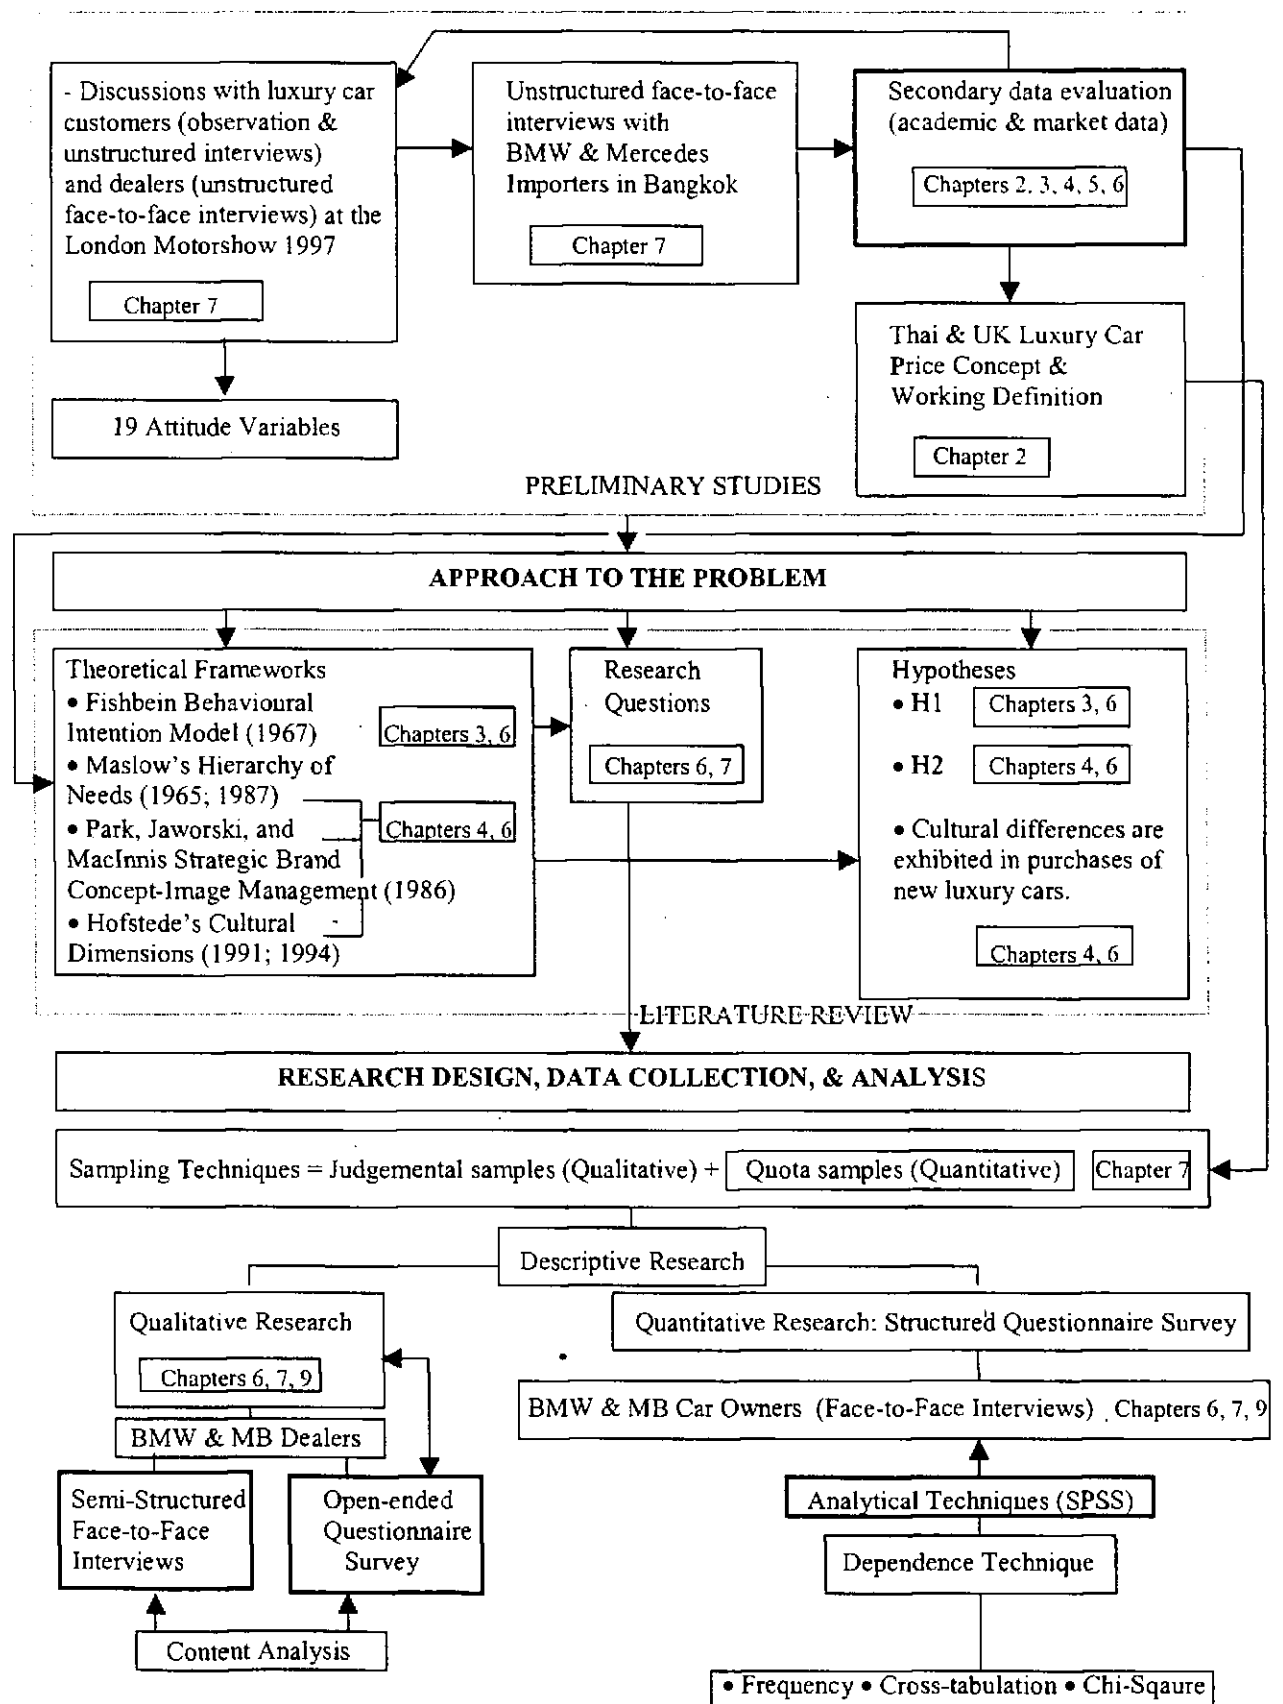 - Discussions with luxury car
customers (observation &
unstructured interviews)
and dealers (unstructured
face-to-face interviews) at the
London Motorshow 1997
Chapter 7
Unstructured face-to-face
interviews with
BMW & Mercedes
Importers in Bangkok
Chapter 7
Secondary data evaluation
(academic & market data)
Chapters 2, 3, 4, 5, 6
19 Attitude Variables
Thai & UK Luxury Car
Price Concept &
Working Definition
Chapter 2
PRELIMINARY STUDIES
APPROACH TO THE PROBLEM
Theoretical Frameworks
• Fishbein Behavioural
Intention Model (1967)
Chapters 3, 6
• Maslow's Hierarchy of
Needs (1965; 1987)
• Park, Jaworski, and
MacInnis Strategic Brand
Concept-Image Management (1986)
Chapters 4, 6
• Hofstede's Cultural
Dimensions (1991; 1994)
Research
Questions
Chapters 6, 7
Hypotheses
• H1 Chapters 3, 6
• H2 Chapters 4, 6
• Cultural differences are
exhibited in purchases of
new luxury cars.
Chapters 4, 6
LITERATURE REVIEW
RESEARCH DESIGN, DATA COLLECTION, & ANALYSIS
Sampling Techniques = Judgemental samples (Qualitative) + Quota samples (Quantitative) Chapter 7
Descriptive Research
Qualitative Research
Chapters 6, 7, 9
BMW & MB Dealers
Semi-Structured
Face-to-Face
Interviews
Open-ended
Questionnaire
Survey
Content Analysis
Quantitative Research: Structured Questionnaire Survey
BMW & MB Car Owners (Face-to-Face Interviews) Chapters 6, 7, 9
Analytical Techniques (SPSS)
Dependence Technique
• Frequency • Cross-tabulation • Chi-Sqaure